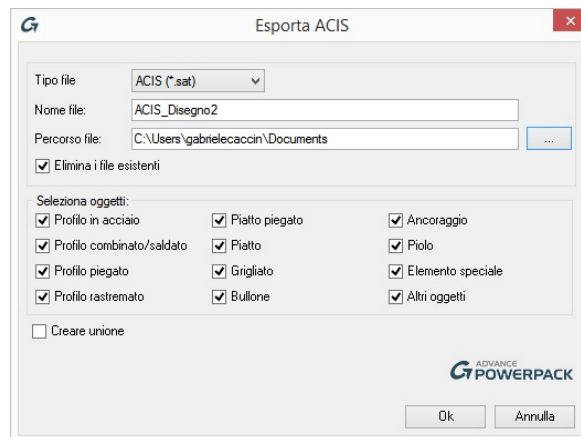 Esporta ACIS
Tipo file ACIS (*.sat)
Nome file: ACIS_Disegno2
Percorso file: C:\Users\gabrielecaccin\Documents ...
Elimina i file esistenti
Seleziona oggetti:
Profilo in acciaio Piatto piegato Ancoraggio
Profilo combinato/saldato Piatto Piolo
Profilo piegato Grigliato Elemento speciale
Profilo rastremato Bullone Altri oggetti
Creare unione
ADVANCE
POWERPACK
Ok Annulla